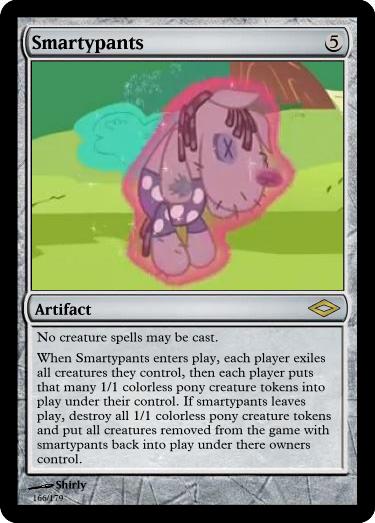 Smartypants 5
Artifact
No creature spells may be cast.
When Smartypants enters play, each player exiles
all creatures they control, then each player puts
that many 1/1 colorless pony creature tokens into
play under their control. If smartypants leaves
play, destroy all 1/1 colorless pony creature tokens
and put all creatures removed from the game with
smartypants back into play under there owners
control.
Shirly
166/179